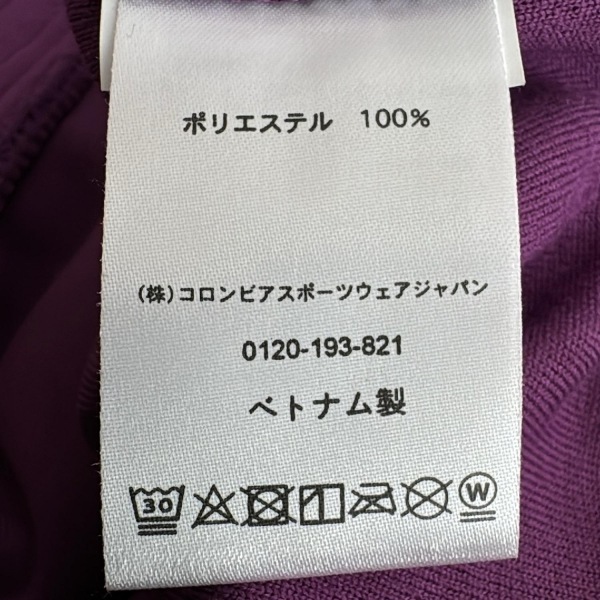 ポリエステル 100%
(株)コロンビアスポーツウェアジャパン
0120-193-821
ベトナム製
30 W